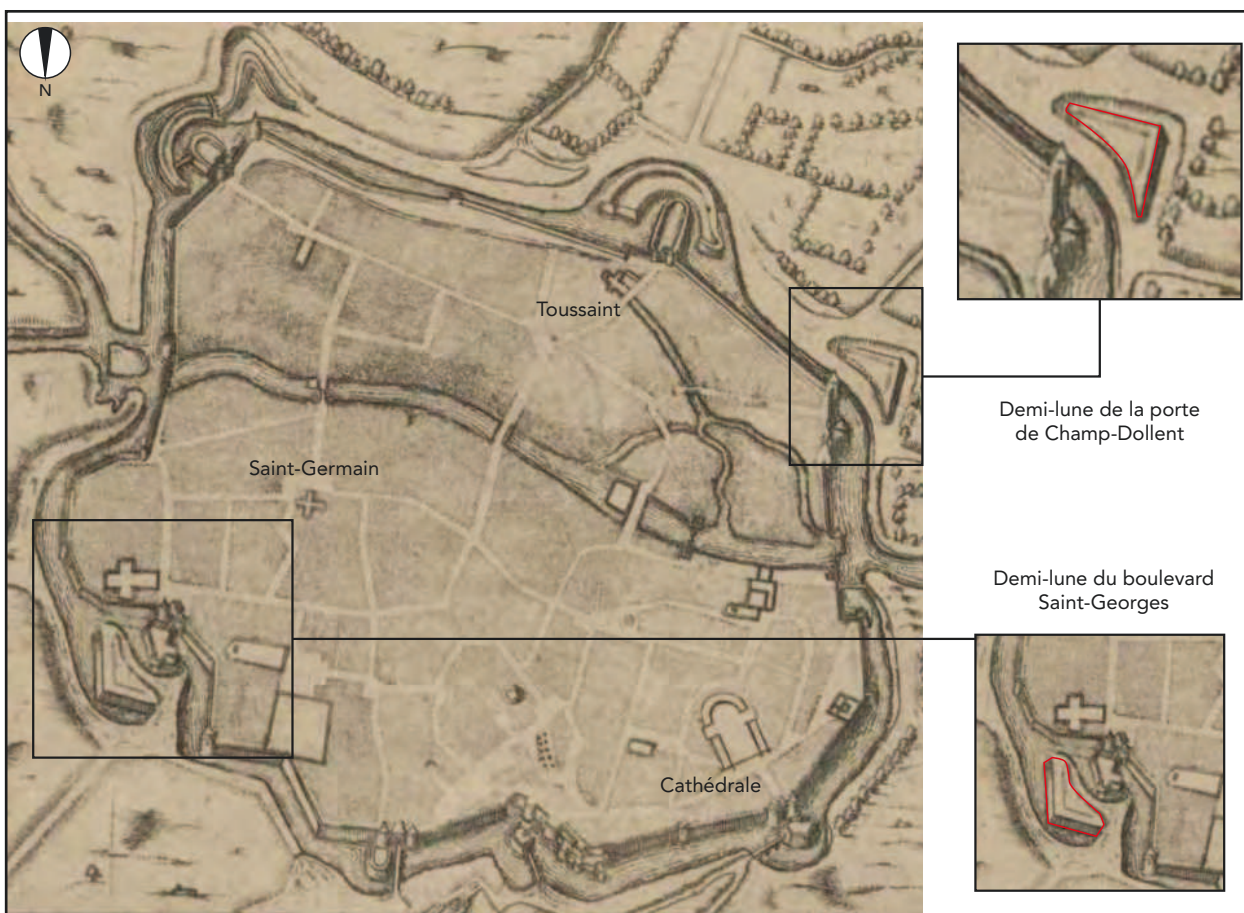 N
Toussaint
Saint-Germain
Cathédrale
Demi-lune de la porte
de Champ-Dollent
Demi-lune du boulevard
Saint-Georges